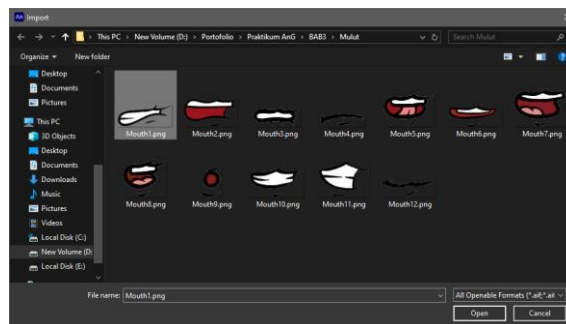 An Import
This PC > New Volume (D:) > Portofolio > Praktikum AnG > BAB3 > Mulut
Search Mulut
Organize
New folder
Desktop
Documents
Pictures
This PC
3D Objects
Desktop
Documents
Downloads
Music
Pictures
Videos
Local Disk (C:)
New Volume (D:
Local Disk (E:)
Mouth1.png
Mouth2.png
Mouth3.png
Mouth4.png
Mouth5.png
Mouth6.png
Mouth7.png
Mouth8.png
Mouth9.png
Mouth10.png
Mouth11.png
Mouth12.png
File name: Mouth1.png
All Openable Formats (*.aif;*.aif
Open
Cancel